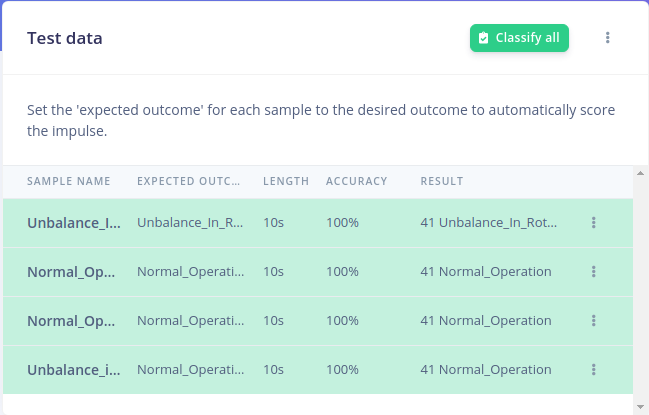 Test data
Classify all
Set the 'expected outcome' for each sample to the desired outcome to automatically score
the impulse.
SAMPLE NAME EXPECTED OUTC... LENGTH ACCURACY RESULT
Unbalance_I... Unbalance_In_R... 10s 100% 41 Unbalance_In_Rot...
Normal_Op... Normal_Operati... 10s 100% 41 Normal_Operation
Normal_Op... Normal_Operati... 10s 100% 41 Normal_Operation
Unbalance_i... Normal_Operati... 10s 100% 41 Normal_Operation